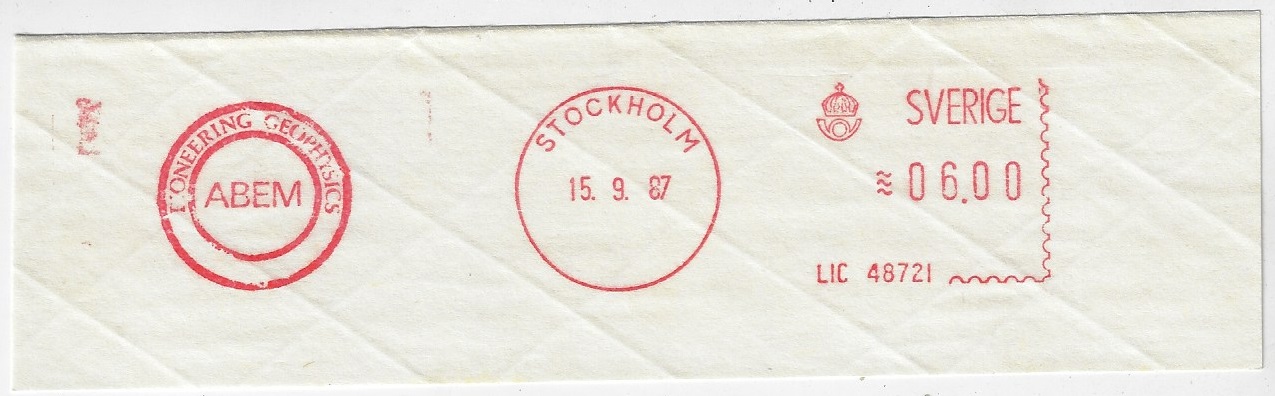 PIONEERING GEOPHYSICS
ABEM
STOCKHOLM
15. 9. 87
SVERIGE
≋06.00
LIC 48721